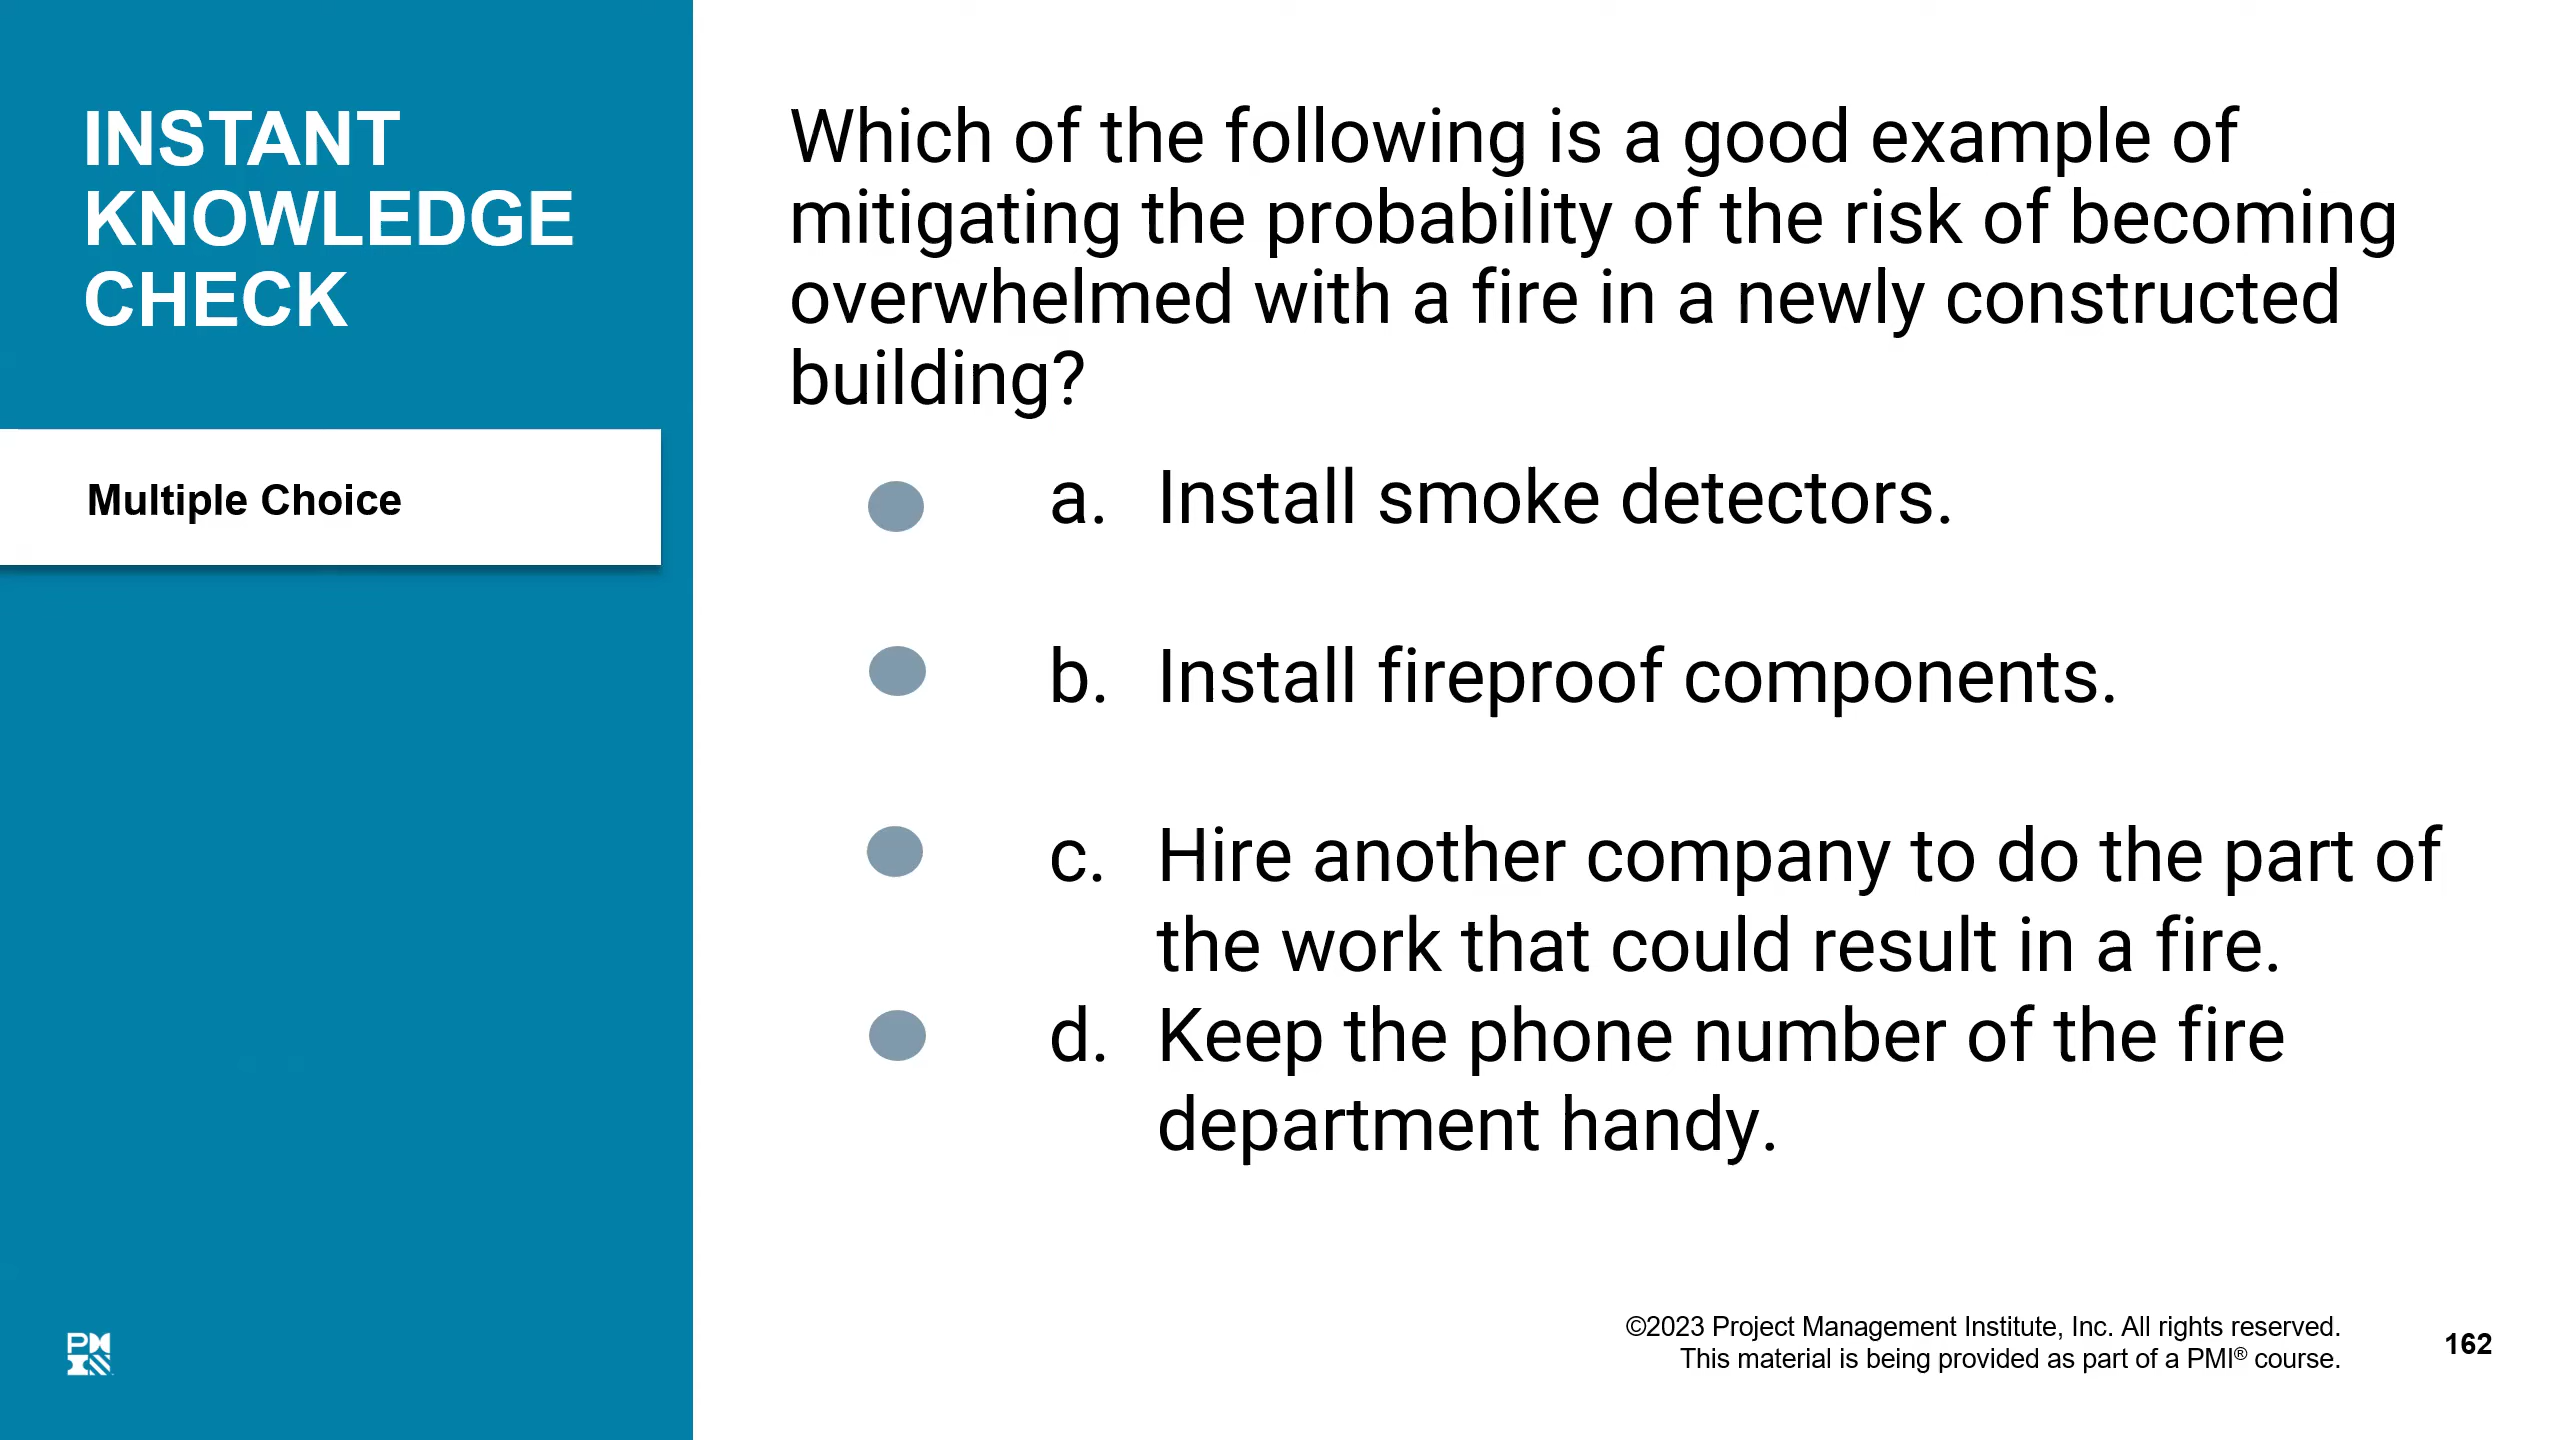 INSTANT
KNOWLEDGE
CHECK
Multiple Choice
Which of the following is a good example of
mitigating the probability of the risk of becoming
overwhelmed with a fire in a newly constructed
building?
a. Install smoke detectors.
b. Install fireproof components.
c. Hire another company to do the part of
the work that could result in a fire.
d. Keep the phone number of the fire
department handy.
PM
©2023 Project Management Institute, Inc. All rights reserved.
This material is being provided as part of a PMI® course.
162